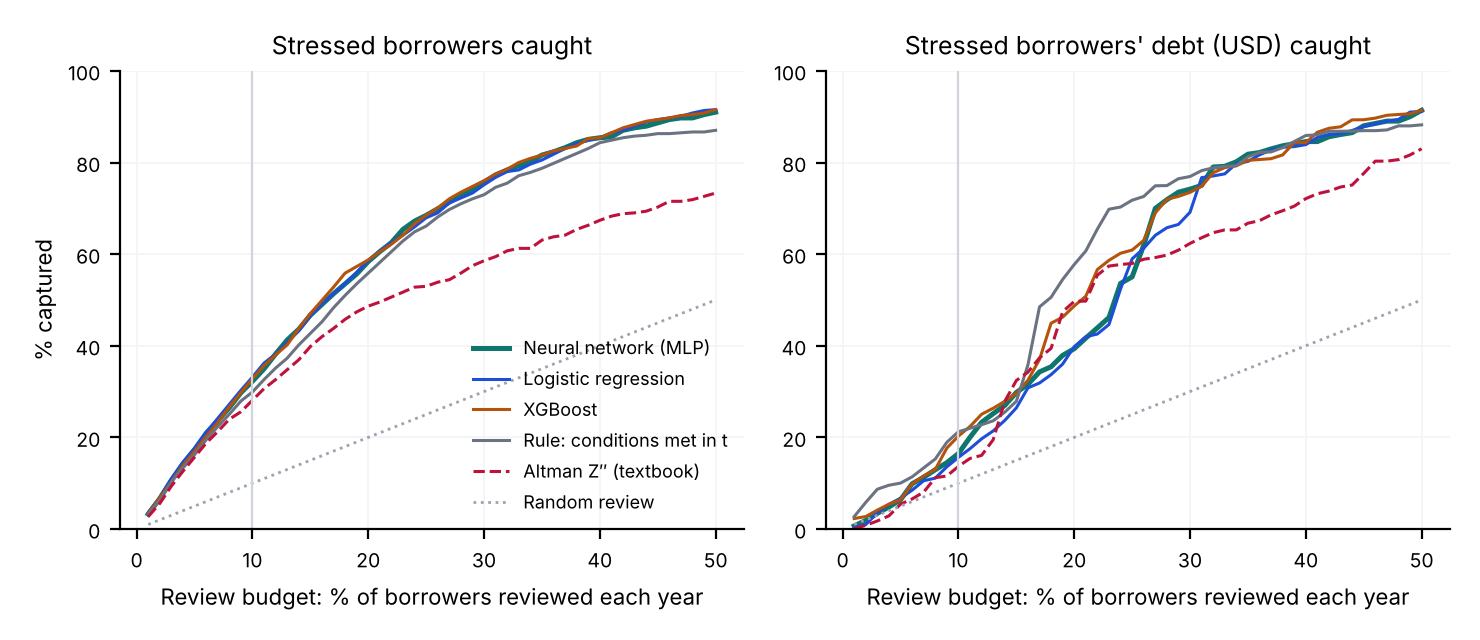 Stressed borrowers caught
100
80
60
40
20
0
% captured
0 10 20 30 40 50
Review budget: % of borrowers reviewed each year
Neural network (MLP)
Logistic regression
XGBoost
Rule: conditions met in t
Altman Z″ (textbook)
Random review
Stressed borrowers' debt (USD) caught
100
80
60
40
20
0
0 10 20 30 40 50
Review budget: % of borrowers reviewed each year